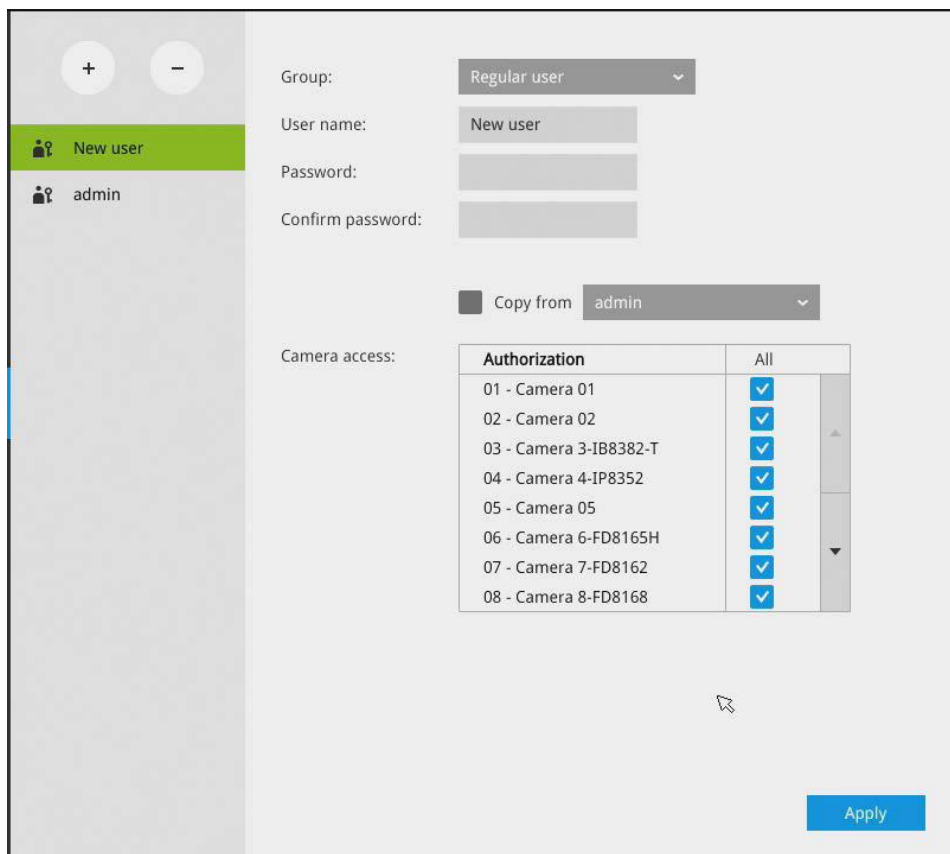 + −
New user
admin
Group: Regular user
User name: New user
Password:
Confirm password:
Copy from admin
Camera access:
Authorization All
01 - Camera 01
02 - Camera 02
03 - Camera 3-IB8382-T
04 - Camera 4-IP8352
05 - Camera 05
06 - Camera 6-FD8165H
07 - Camera 7-FD8162
08 - Camera 8-FD8168
Apply